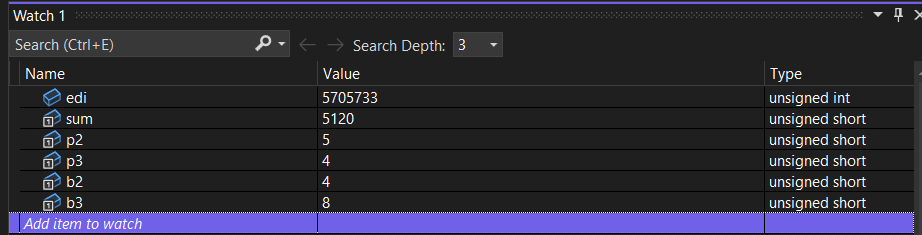 Watch 1
Search (Ctrl+E) Search Depth: 3
Name Value Type
edi 5705733 unsigned int
sum 5120 unsigned short
p2 5 unsigned short
p3 4 unsigned short
b2 4 unsigned short
b3 8 unsigned short
Add item to watch